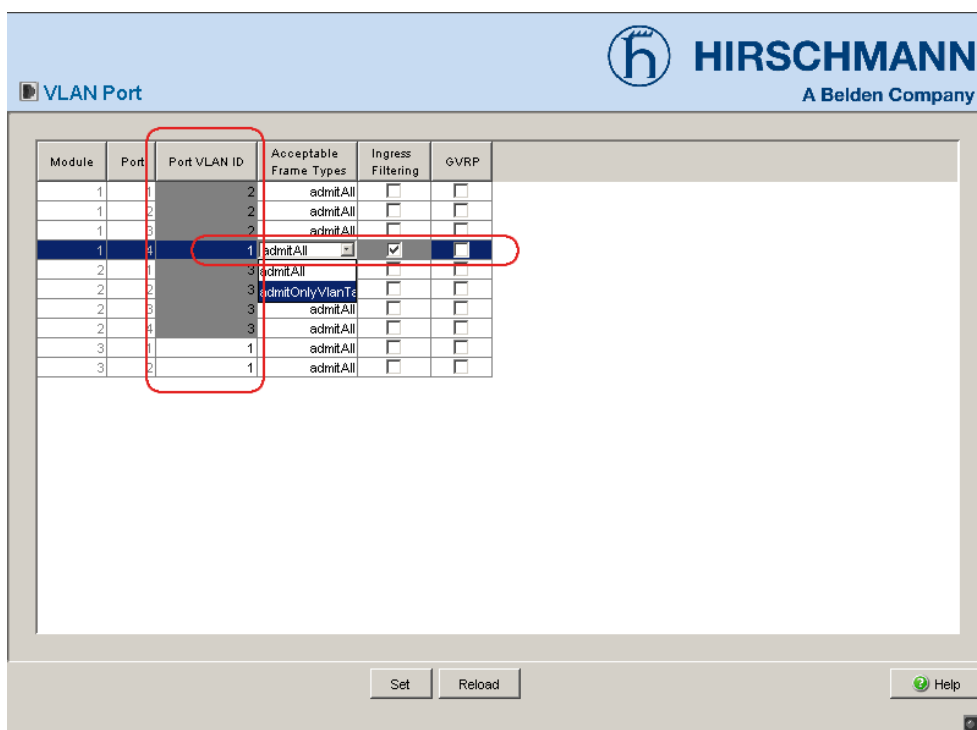 HIRSCHMANN
VLAN Port
A Belden Company
Module Port Port VLAN ID Acceptable Frame Types Ingress Filtering GVRP
1 1 2 admitAll
1 2 2 admitAll
1 3 2 admitAll
1 4 1 admitAll
2 1 3 admitAll
2 2 3 admitOnlyVlanTa
2 3 3 admitAll
2 4 3 admitAll
3 1 1 admitAll
3 2 1 admitAll
Set Reload Help